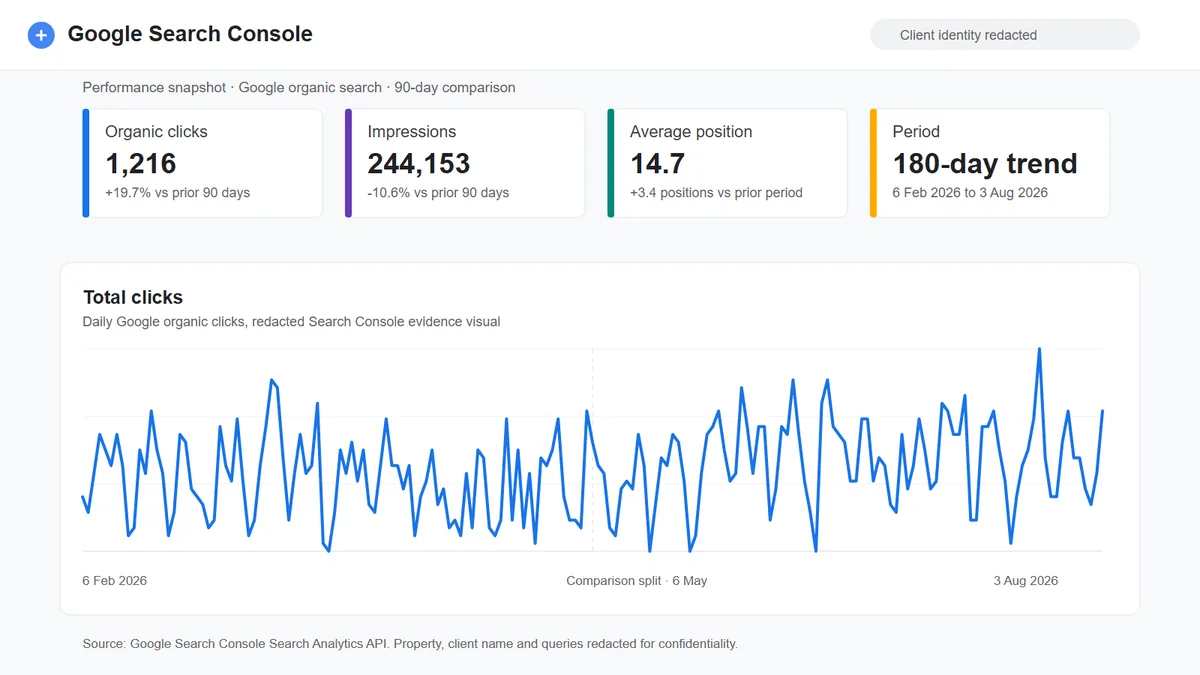 Google Search Console
Client identity redacted
Performance snapshot · Google organic search · 90-day comparison
Organic clicks
1,216
+19.7% vs prior 90 days
Impressions
244,153
-10.6% vs prior 90 days
Average position
14.7
+3.4 positions vs prior period
Period
180-day trend
6 Feb 2026 to 3 Aug 2026
Total clicks
Daily Google organic clicks, redacted Search Console evidence visual
6 Feb 2026
Comparison split · 6 May
3 Aug 2026
Source: Google Search Console Search Analytics API. Property, client name and queries redacted for confidentiality.